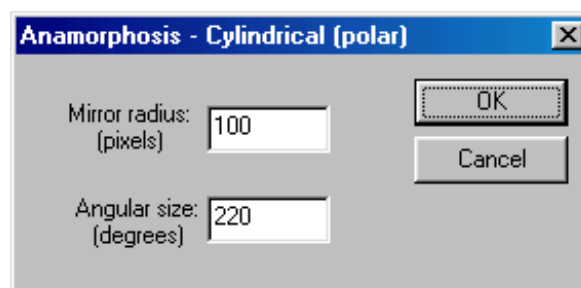 Anamorphosis - Cylindrical (polar)
Mirror radius:
(pixels)
100
OK
Cancel
Angular size:
(degrees)
220